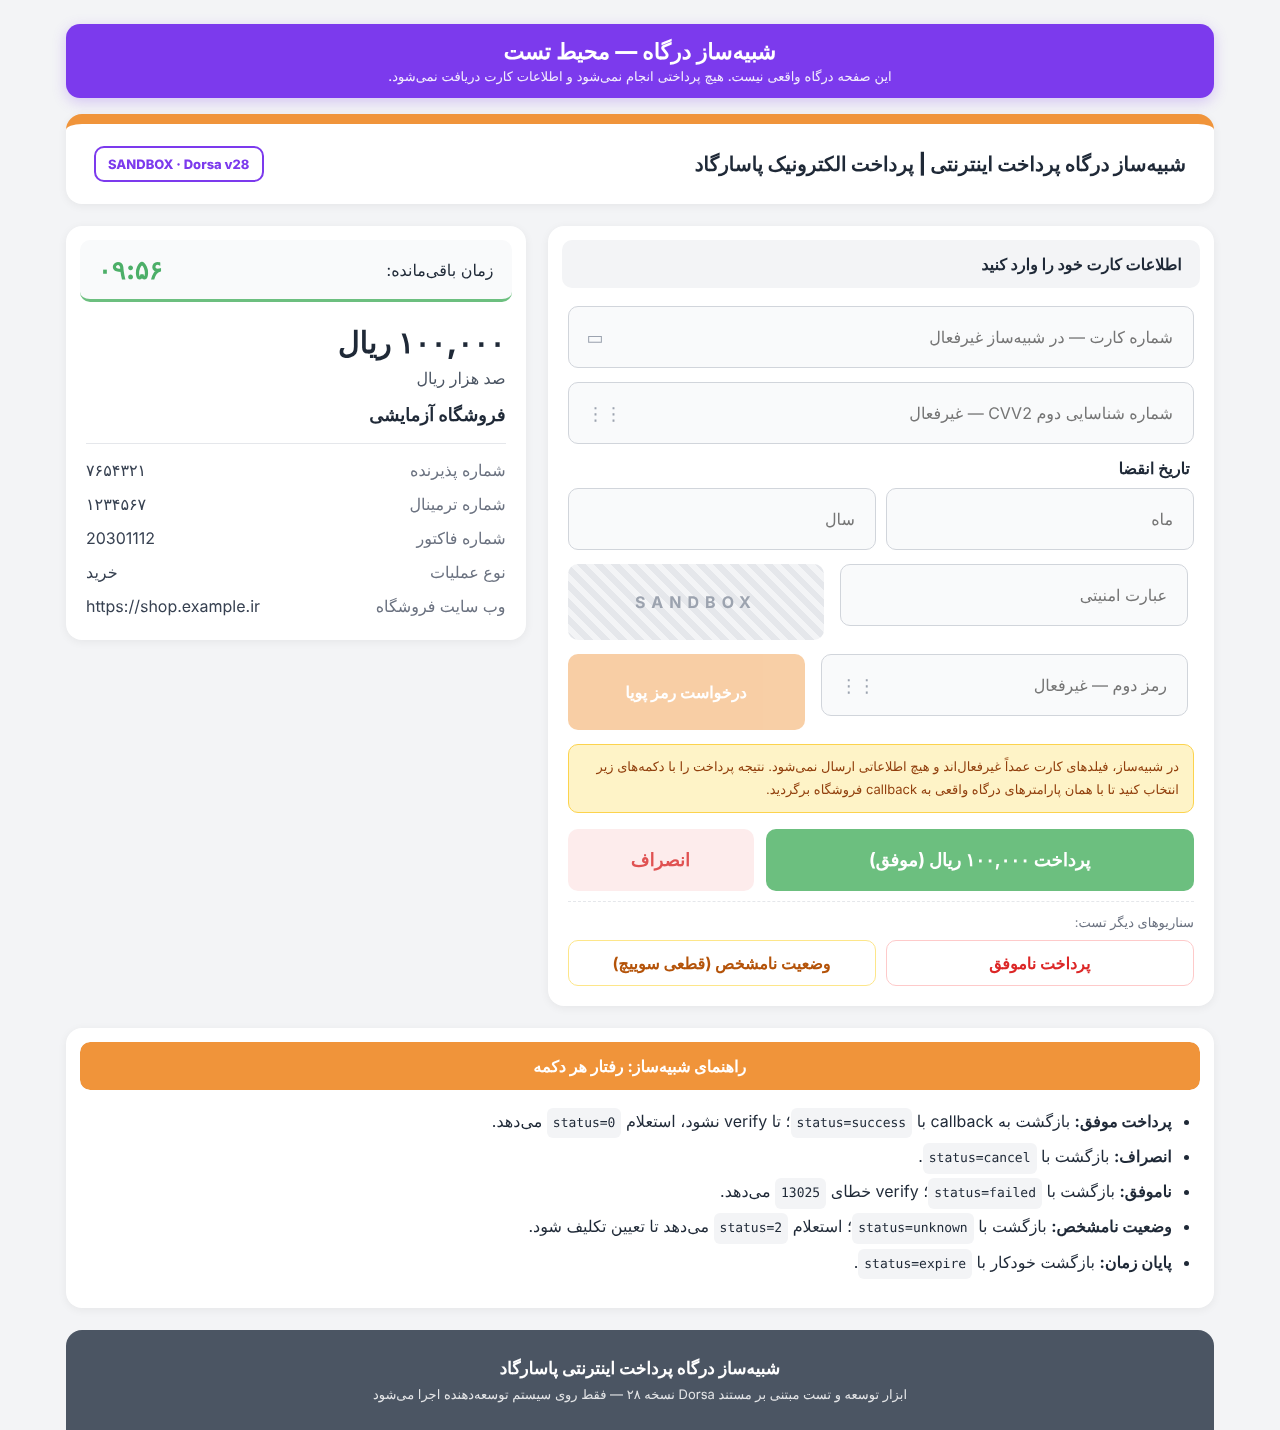 شبیه‌ساز درگاه — محیط تست
این صفحه درگاه واقعی نیست. هیچ پرداختی انجام نمی‌شود و اطلاعات کارت دریافت نمی‌شود.
شبیه‌ساز درگاه پرداخت اینترنتی | پرداخت الکترونیک پاسارگاد
SANDBOX · Dorsa v28
اطلاعات کارت خود را وارد کنید
شماره کارت — در شبیه‌ساز غیرفعال
شماره شناسایی دوم CVV2 — غیرفعال
تاریخ انقضا
ماه
سال
عبارت امنیتی
SANDBOX
رمز دوم — غیرفعال
درخواست رمز پویا
در شبیه‌ساز، فیلدهای کارت عمداً غیرفعال‌اند و هیچ اطلاعاتی ارسال نمی‌شود. نتیجه پرداخت را با دکمه‌های زیر
انتخاب کنید تا با همان پارامترهای درگاه واقعی به callback فروشگاه برگردید.
پرداخت ۱۰۰,۰۰۰ ریال (موفق)
انصراف
سناریوهای دیگر تست:
پرداخت ناموفق
وضعیت نامشخص (قطعی سوییچ)
زمان باقی‌مانده:
۰۹:۵۶
۱۰۰,۰۰۰ ریال
صد هزار ریال
فروشگاه آزمایشی
شماره پذیرنده
۷۶۵۴۳۲۱
شماره ترمینال
۱۲۳۴۵۶۷
شماره فاکتور
20301112
نوع عملیات
خرید
وب سایت فروشگاه
https://shop.example.ir
راهنمای شبیه‌ساز: رفتار هر دکمه
• پرداخت موفق: بازگشت به callback با status=success؛ تا verify نشود، استعلام status=0 می‌دهد.
• انصراف: بازگشت با status=cancel.
• ناموفق: بازگشت با status=failed؛ verify خطای 13025 می‌دهد.
• وضعیت نامشخص: بازگشت با status=unknown؛ استعلام status=2 می‌دهد تا تعیین تکلیف شود.
• پایان زمان: بازگشت خودکار با status=expire.
شبیه‌ساز درگاه پرداخت اینترنتی پاسارگاد
ابزار توسعه و تست مبتنی بر مستند Dorsa نسخه ۲۸ — فقط روی سیستم توسعه‌دهنده اجرا می‌شود